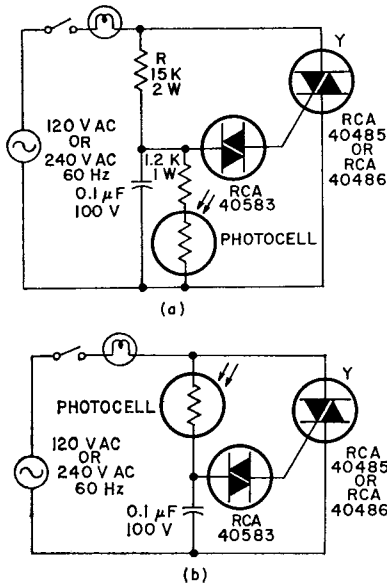 Y
R
15K
2 W
RCA
40485
OR
RCA
40486
120 V AC
OR
240 V AC
60 Hz
0.1 µF
100 V
1.2 K
1 W
RCA
40583
PHOTOCELL
(a)
Y
PHOTOCELL
120 V AC
OR
240 V AC
60 Hz
RCA
40485
OR
RCA
40486
0.1 µF
100 V
RCA
40583
(b)